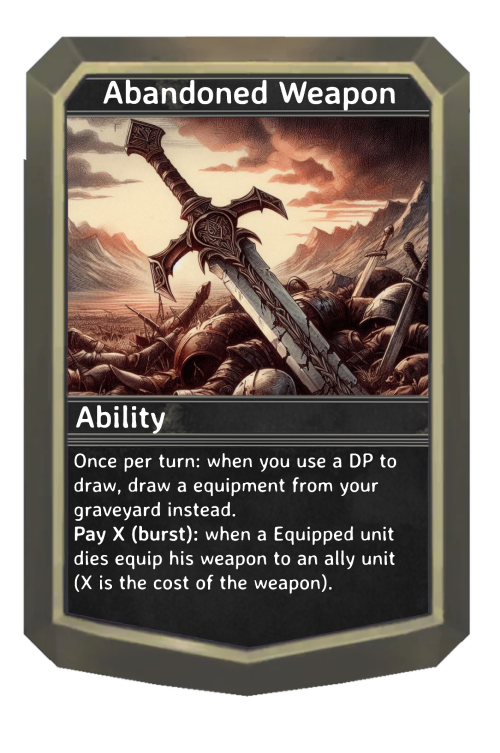 Abandoned Weapon
Ability
Once per turn: when you use a DP to
draw, draw a equipment from your
graveyard instead.
Pay X (burst): when a Equipped unit
dies equip his weapon to an ally unit
(X is the cost of the weapon).